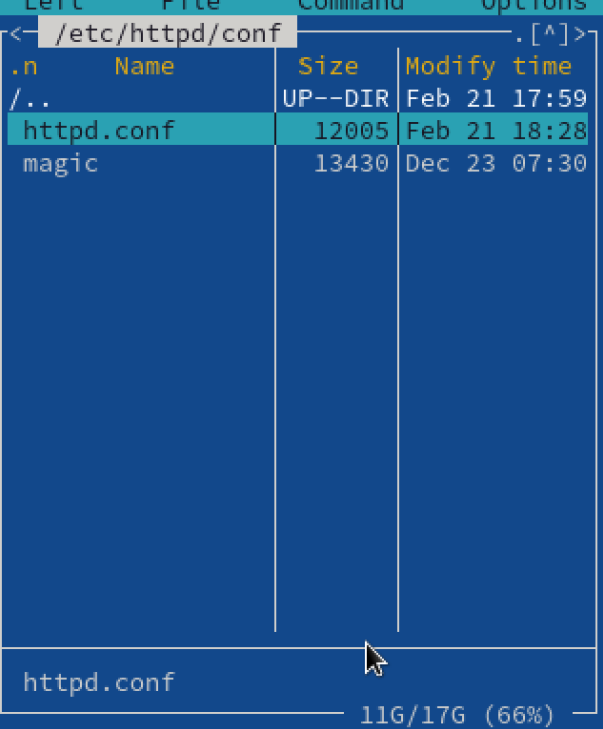 Left File Command Options
<- /etc/httpd/conf .[^]>
.n Name Size Modify time
/.. UP--DIR Feb 21 17:59
httpd.conf 12005 Feb 21 18:28
magic 13430 Dec 23 07:30
httpd.conf
11G/17G (66%)